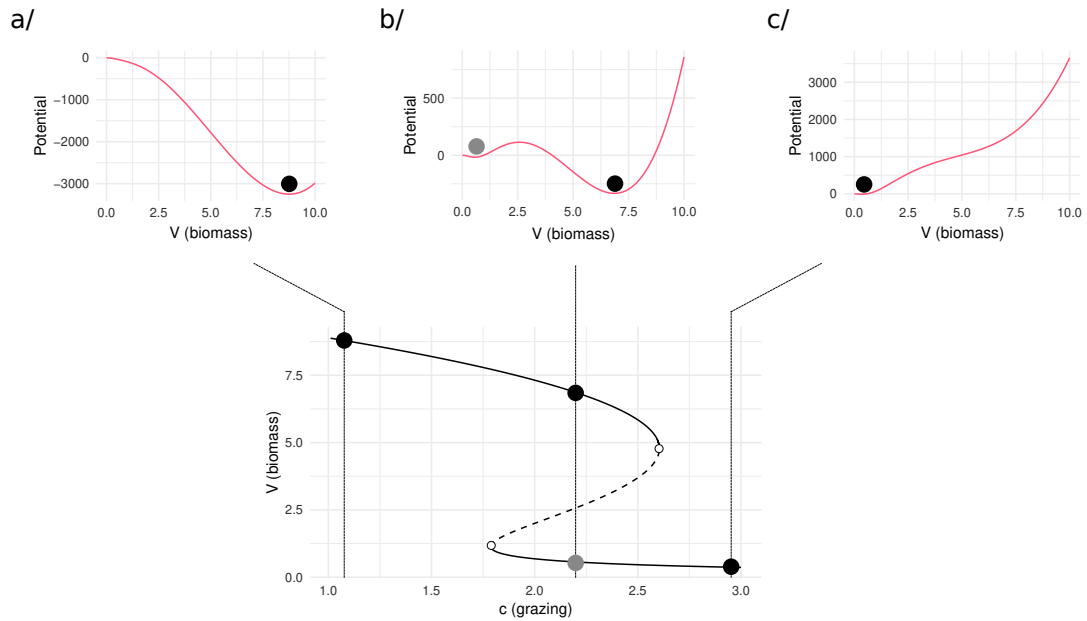 a/
b/
c/
0
−1000
−2000
−3000
Potential
0.0 2.5 5.0 7.5 10.0
V (biomass)
500
0
Potential
0.0 2.5 5.0 7.5 10.0
V (biomass)
3000
2000
1000
0
Potential
0.0 2.5 5.0 7.5 10.0
V (biomass)
7.5
5.0
2.5
0.0
V (biomass)
1.0 1.5 2.0 2.5 3.0
c (grazing)